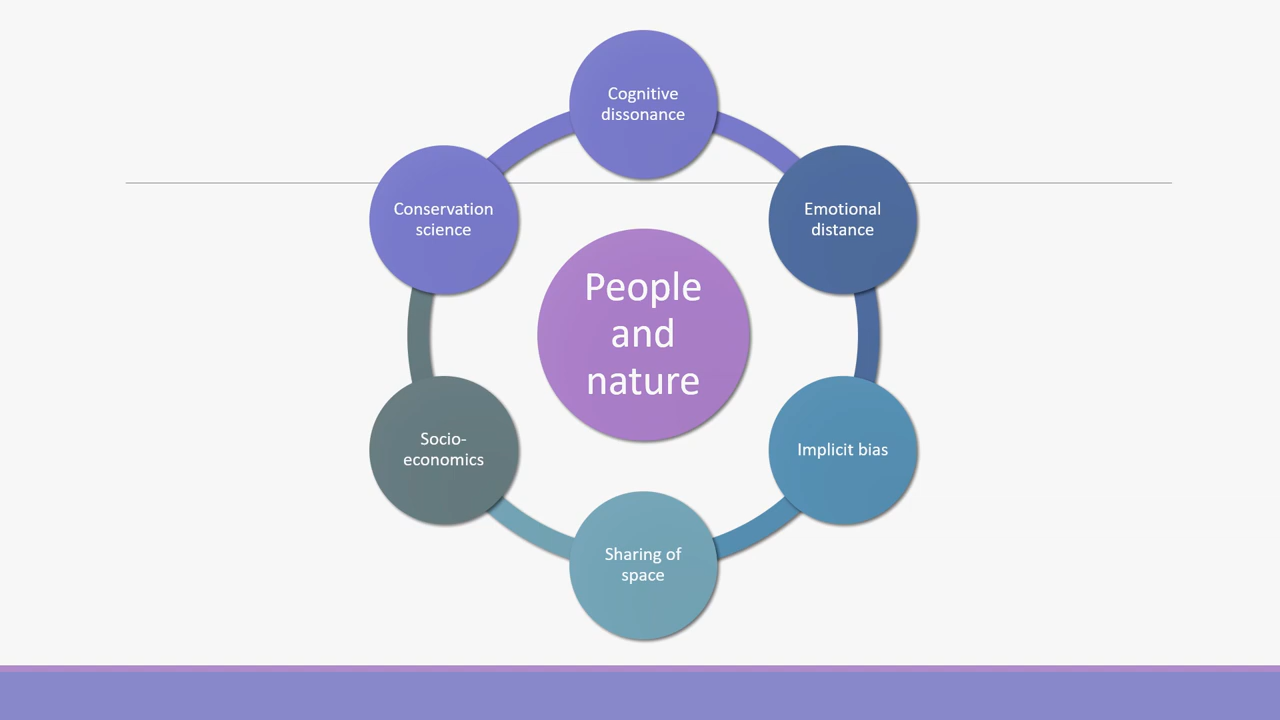 Cognitive
dissonance
Emotional
distance
Implicit bias
Sharing of
space
Socio-
economics
Conservation
science
People
and
nature